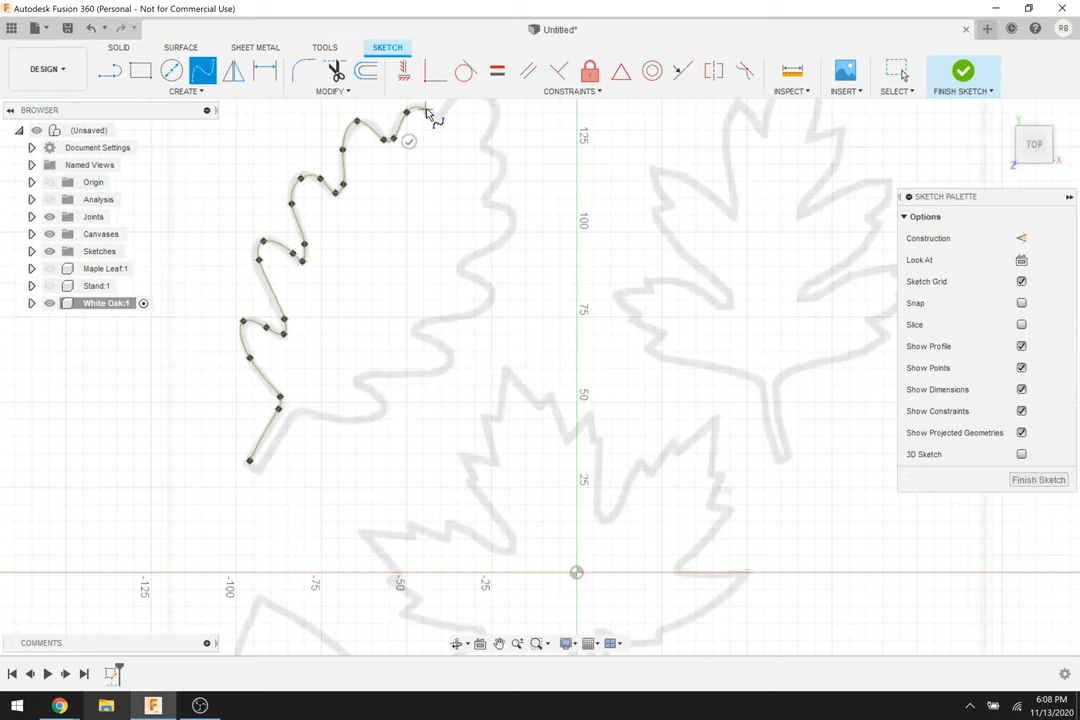 Autodesk Fusion 360 (Personal - Not for Commercial Use)
Untitled*
RB
SOLID SURFACE SHEET METAL TOOLS SKETCH
DESIGN
CREATE MODIFY CONSTRAINTS INSPECT INSERT SELECT FINISH SKETCH
BROWSER
(Unsaved)
Document Settings
Named Views
Origin
Analysis
Joints
Canvases
Sketches
Maple Leaf:1
Stand:1
White Oak:1
125
100
75
50
25
-125
-100
-75
-50
-25
TOP
X
Y
Z
SKETCH PALETTE
Options
Construction
Look At
Sketch Grid
Snap
Slice
Show Profile
Show Points
Show Dimensions
Show Constraints
Show Projected Geometries
3D Sketch
Finish Sketch
COMMENTS
6:08 PM
11/13/2020